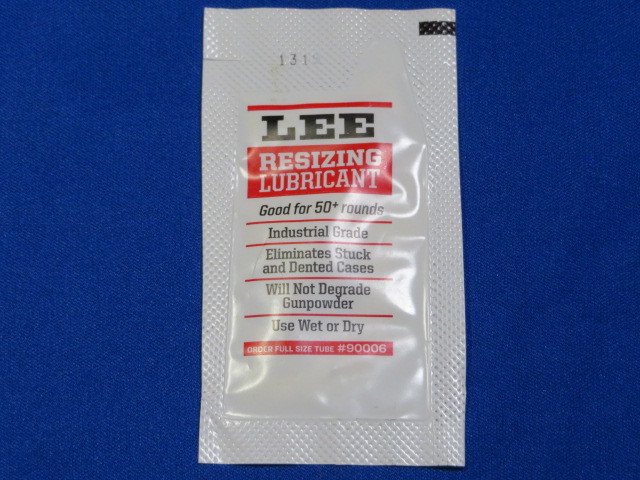 131
LEE
RESIZING
LUBRICANT
Good for 50+ rounds
Industrial Grade
Eliminates Stuck
and Dented Cases
Will Not Degrade
Gunpowder
Use Wet or Dry
ORDER FULL SIZE TUBE #90006